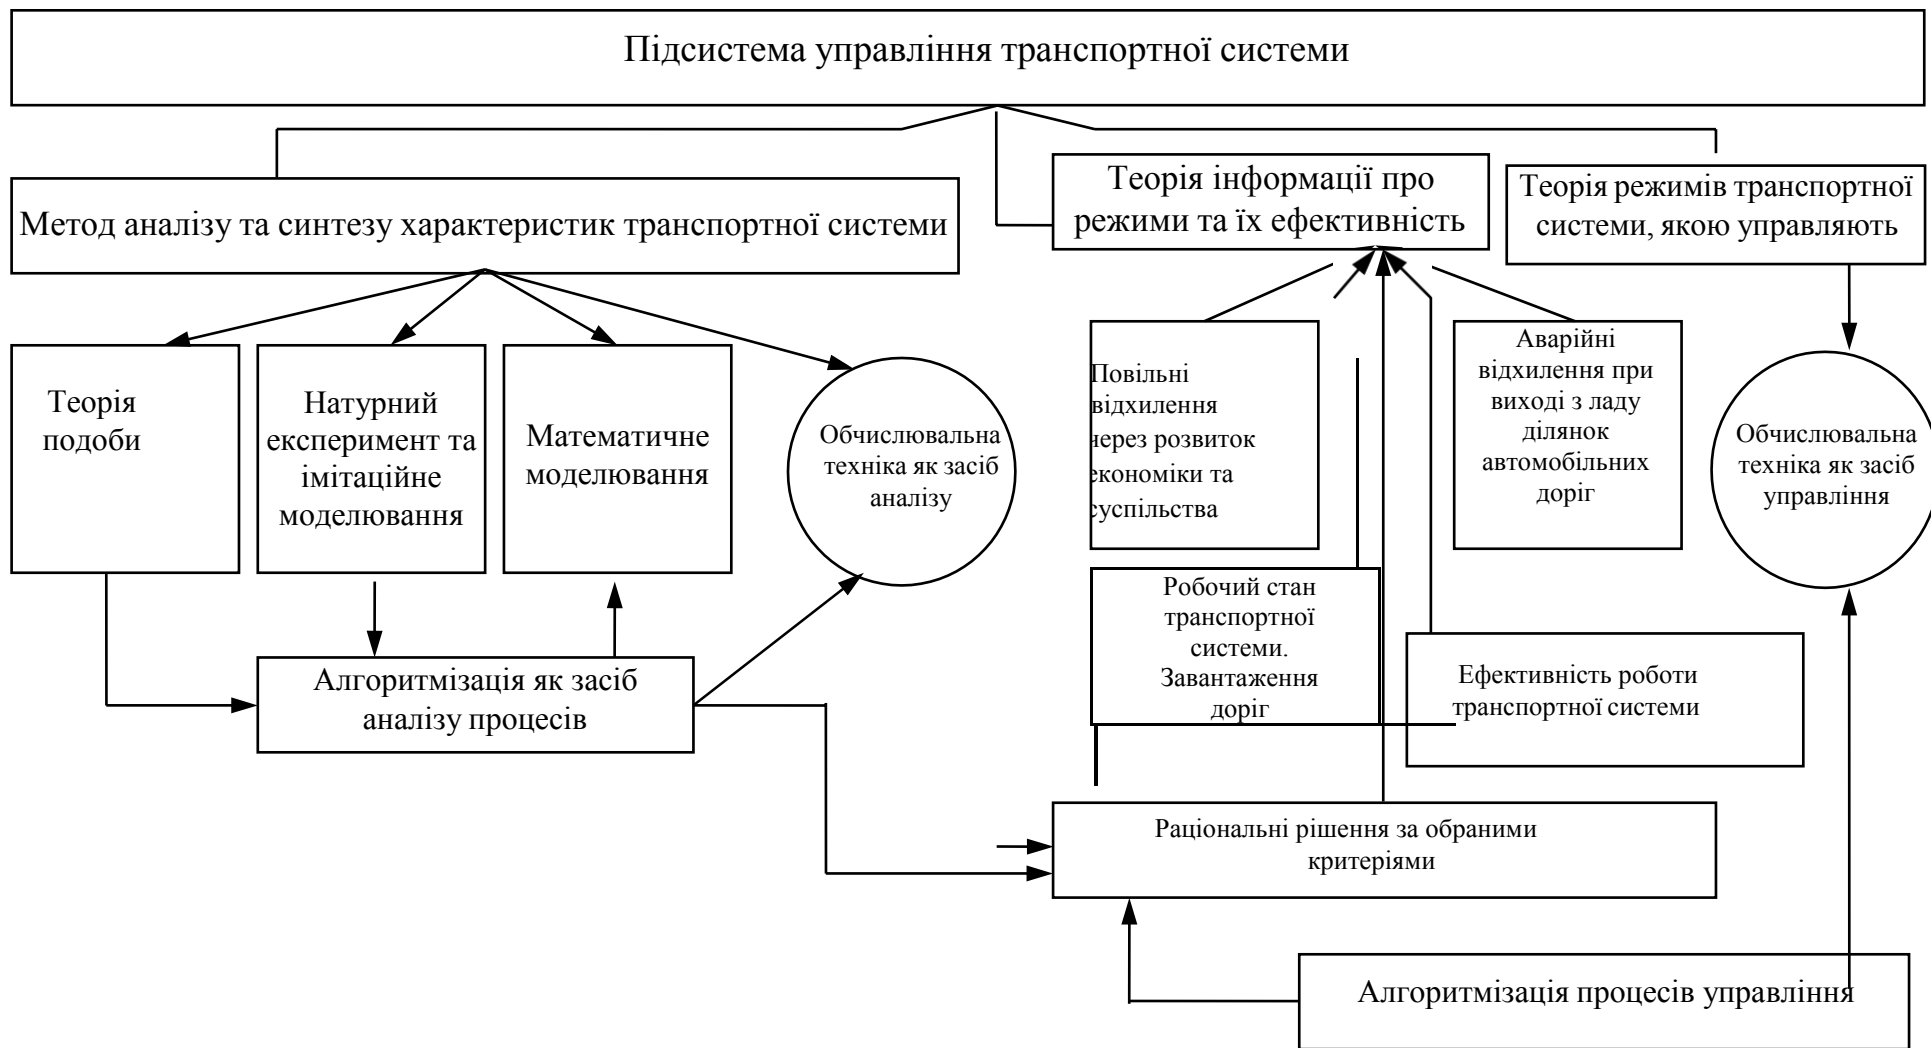 Підсистема управління транспортної системи
Метод аналізу та синтезу характеристик транспортної системи
Теорія інформації про
режими та їх ефективність
Теорія режимів транспортної
системи, якою управляють
Теорія
подоби
Натурний
експеримент та
імітаційне
моделювання
Математичне
моделювання
Обчислювальна
техніка як засіб
аналізу
Повільні
відхилення
через розвиток
економіки та
суспільства
Аварійні
відхилення при
виході з ладу
ділянок
автомобільних
доріг
Обчислювальна
техніка як засіб
управління
Робочий стан
транспортної
системи.
Завантаження
доріг
Ефективність роботи
транспортної системи
Алгоритмізація як засіб
аналізу процесів
Раціональні рішення за обраними
критеріями
Алгоритмізація процесів управління